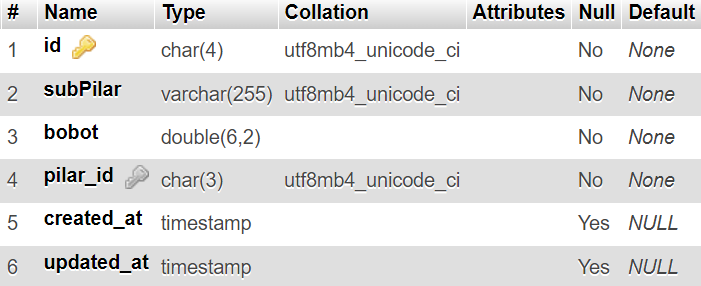 # Name Type Collation Attributes Null Default
1 id char(4) utf8mb4_unicode_ci No None
2 subPilar varchar(255) utf8mb4_unicode_ci No None
3 bobot double(6,2) No None
4 pilar_id char(3) utf8mb4_unicode_ci No None
5 created_at timestamp Yes NULL
6 updated_at timestamp Yes NULL